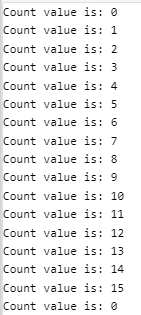 Count value is: 0
Count value is: 1
Count value is: 2
Count value is: 3
Count value is: 4
Count value is: 5
Count value is: 6
Count value is: 7
Count value is: 8
Count value is: 9
Count value is: 10
Count value is: 11
Count value is: 12
Count value is: 13
Count value is: 14
Count value is: 15
Count value is: 0